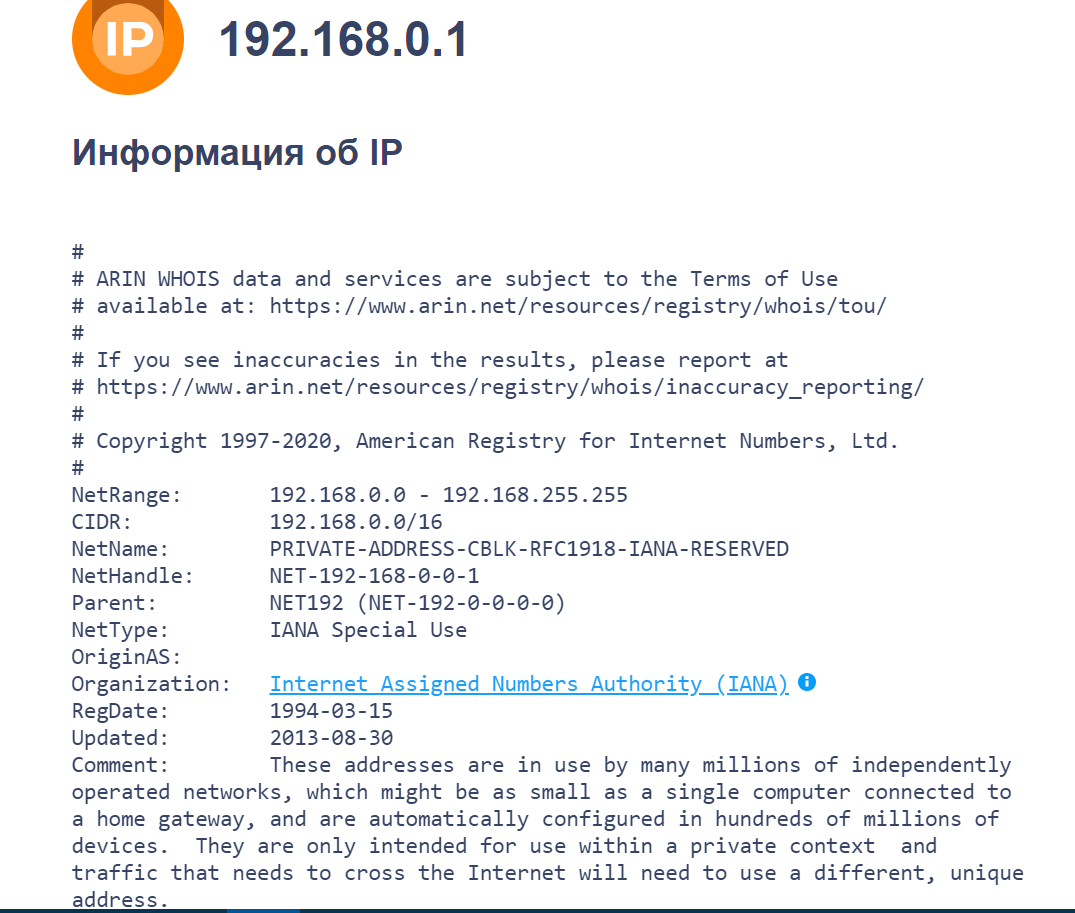 IP 192.168.0.1
Информация об IP
#
# ARIN WHOIS data and services are subject to the Terms of Use
# available at: https://www.arin.net/resources/registry/whois/tou/
#
# If you see inaccuracies in the results, please report at
# https://www.arin.net/resources/registry/whois/inaccuracy_reporting/
#
# Copyright 1997-2020, American Registry for Internet Numbers, Ltd.
#
NetRange: 192.168.0.0 - 192.168.255.255
CIDR: 192.168.0.0/16
NetName: PRIVATE-ADDRESS-CBLK-RFC1918-IANA-RESERVED
NetHandle: NET-192-168-0-0-1
Parent: NET192 (NET-192-0-0-0-0)
NetType: IANA Special Use
OriginAS:
Organization: Internet Assigned Numbers Authority (IANA)
RegDate: 1994-03-15
Updated: 2013-08-30
Comment: These addresses are in use by many millions of independently
operated networks, which might be as small as a single computer connected to
a home gateway, and are automatically configured in hundreds of millions of
devices.  They are only intended for use within a private context  and
traffic that needs to cross the Internet will need to use a different, unique
address.